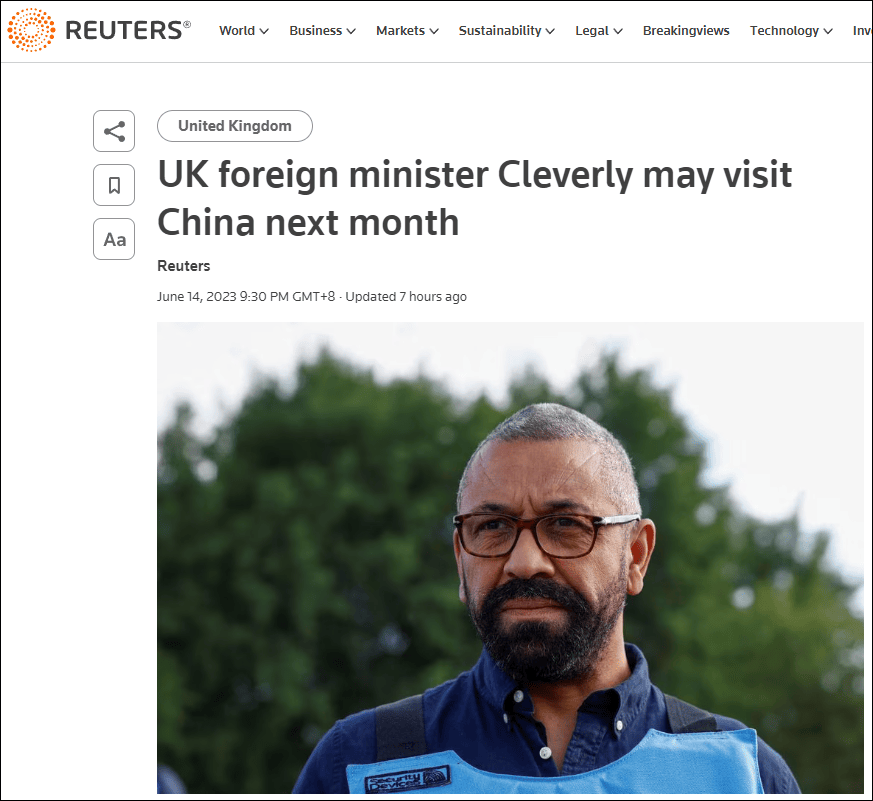 REUTERS®
World Business Markets Sustainability Legal Breakingviews Technology Inv
United Kingdom
UK foreign minister Cleverly may visit
China next month
Aa
Reuters
June 14, 2023 9:30 PM GMT+8 · Updated 7 hours ago
Security
Devices